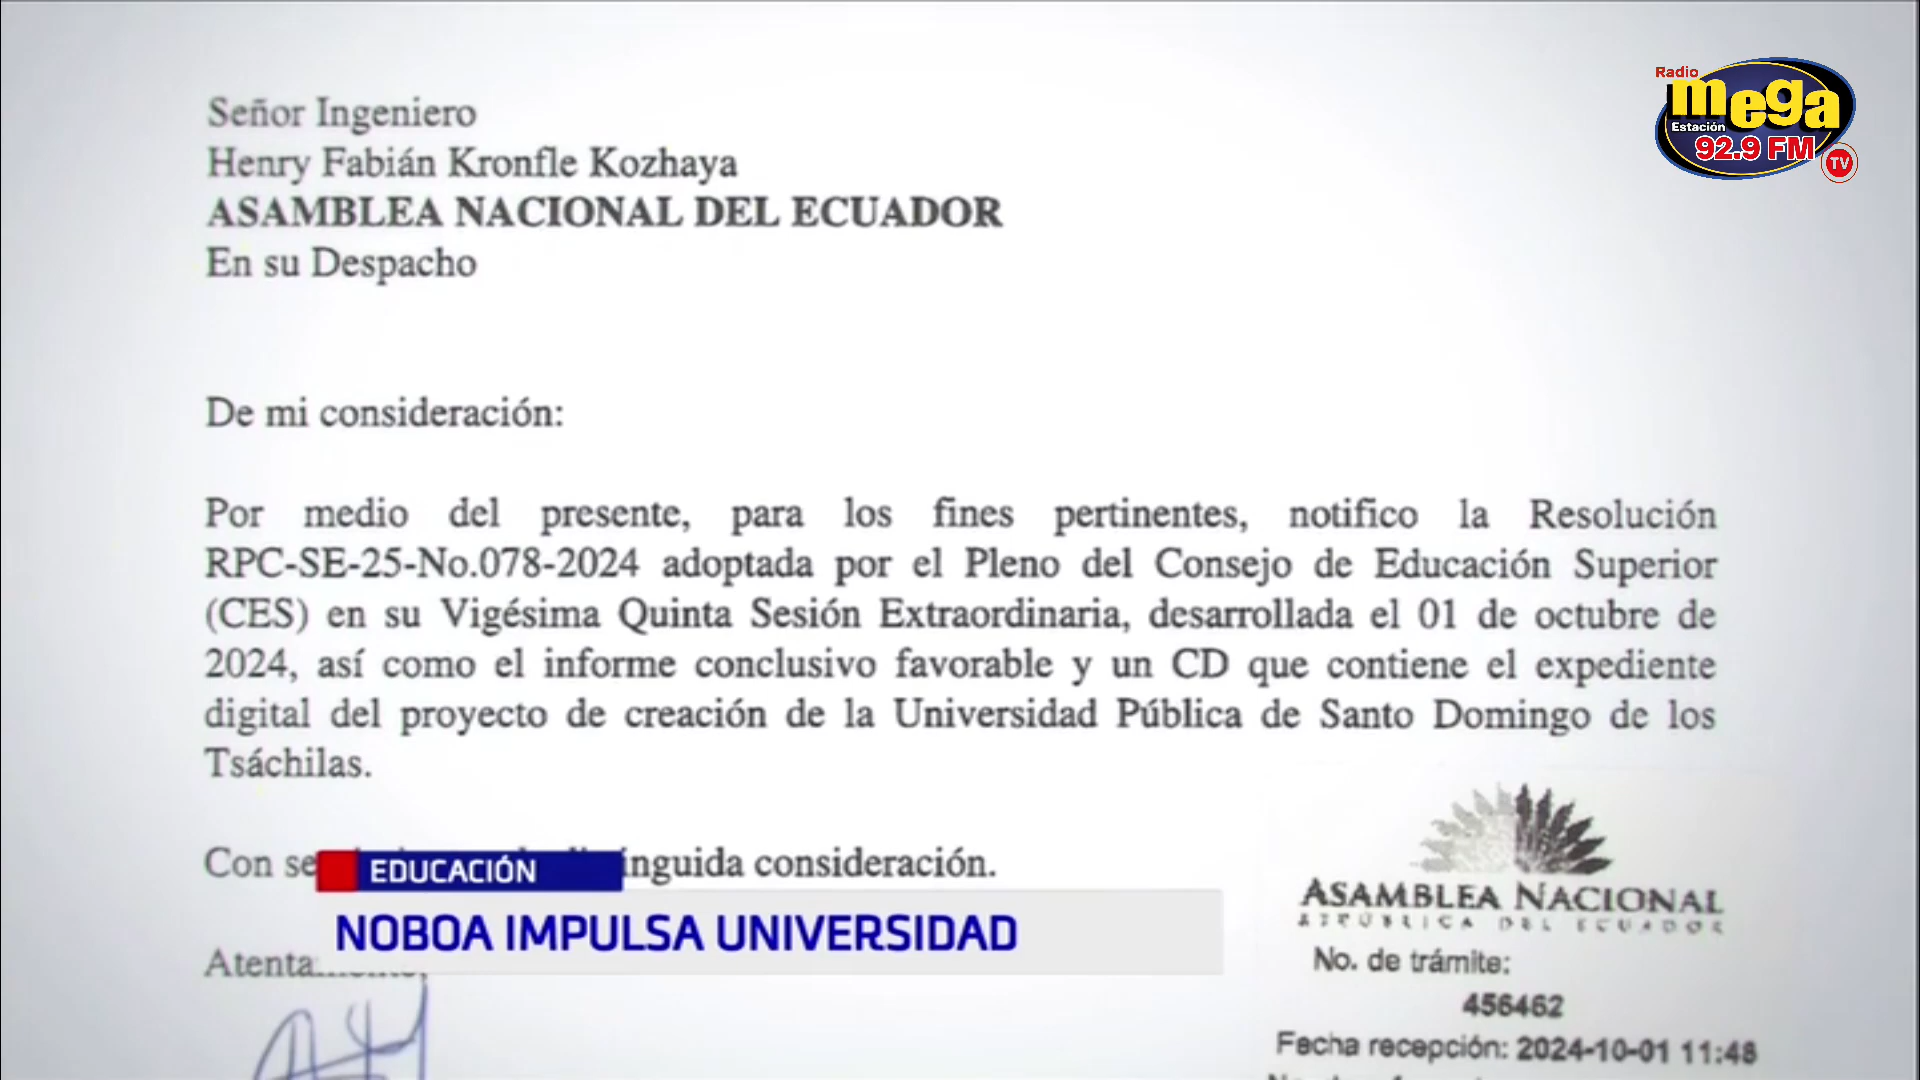 Señor Ingeniero
Henry Fabián Kronfle Kozhaya
ASAMBLEA NACIONAL DEL ECUADOR
En su Despacho
Radio
mega
Estación
92.9 FM
TV
De mi consideración:
Por medio del presente, para los fines pertinentes, notifico la Resolución
RPC-SE-25-No.078-2024 adoptada por el Pleno del Consejo de Educación Superior
(CES) en su Vigésima Quinta Sesión Extraordinaria, desarrollada el 01 de octubre de
2024, así como el informe conclusivo favorable y un CD que contiene el expediente
digital del proyecto de creación de la Universidad Pública de Santo Domingo de los
Tsáchilas.
Con consideración.
EDUCACIÓN
NOBOA IMPULSA UNIVERSIDAD
ASAMBLEA NACIONAL
REPÚBLICA DEL ECUADOR
No. de trámite:
456462
Fecha recepción: 2024-10-01 11:48